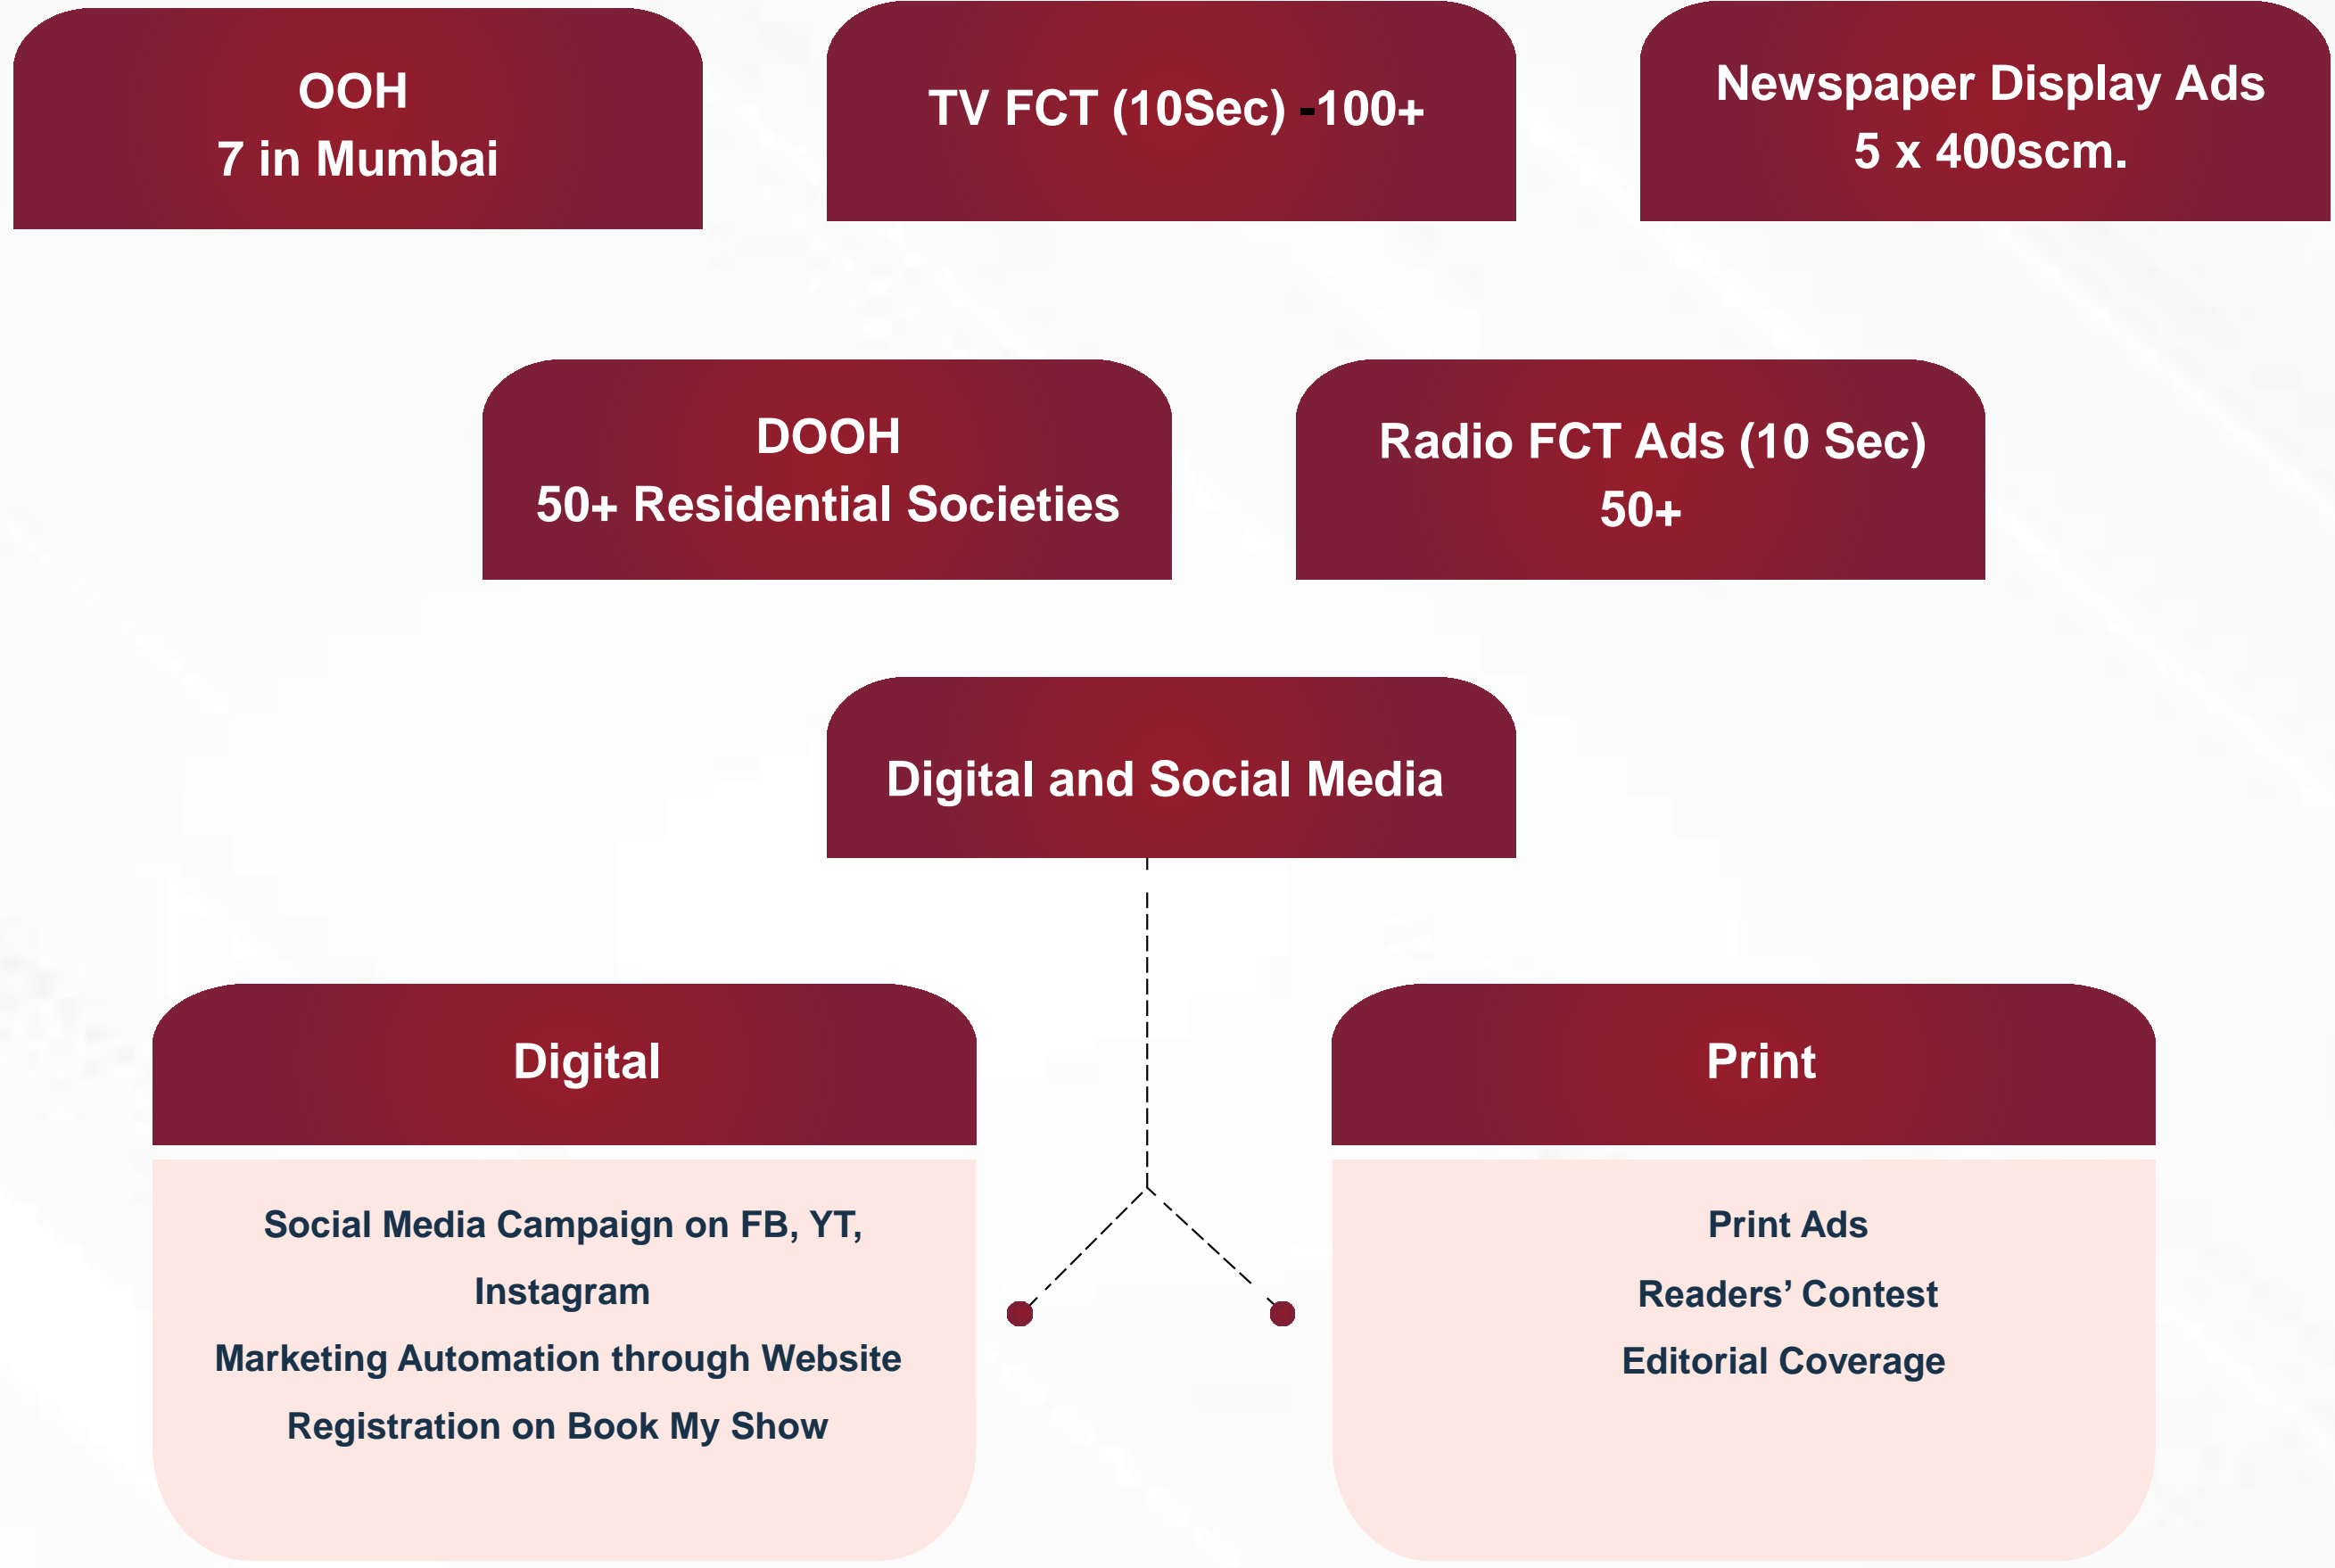 OOH
7 in Mumbai
TV FCT (10Sec) -100+
Newspaper Display Ads
5 x 400scm.
DOOH
50+ Residential Societies
Radio FCT Ads (10 Sec)
50+
Digital and Social Media
Digital
Social Media Campaign on FB, YT,
Instagram
Marketing Automation through Website
Registration on Book My Show
Print
Print Ads
Readers’ Contest
Editorial Coverage